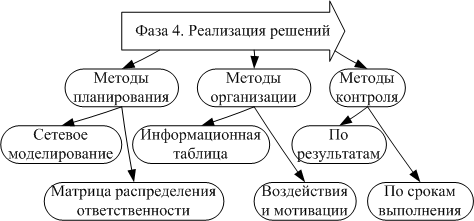 Фаза 4. Реализация решений
Методы
планирования
Методы
организации
Методы
контроля
Сетевое
моделирование
Информационная
таблица
По
результатам
Матрица распределения
ответственности
Воздействия
и мотивации
По срокам
выполнения